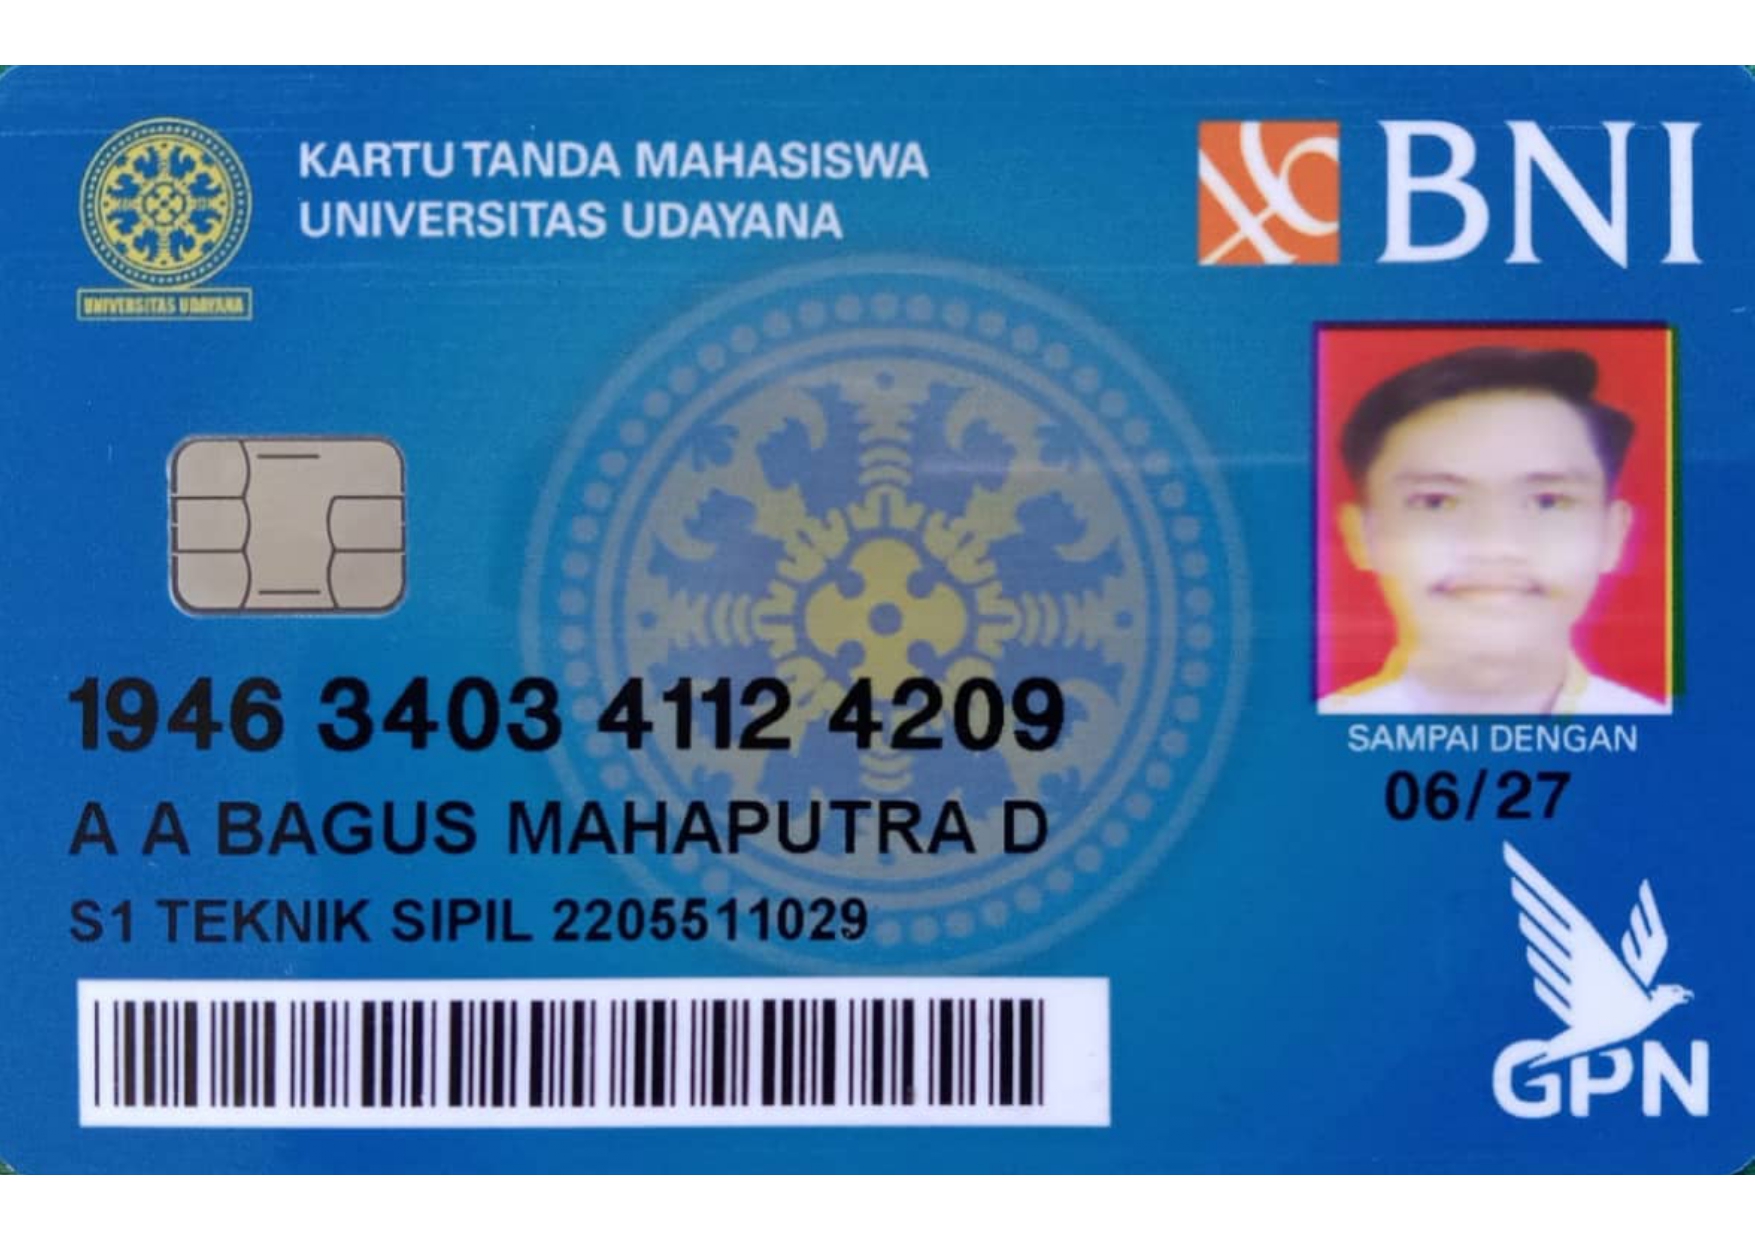 KARTU TANDA MAHASISWA
UNIVERSITAS UDAYANA
UNIVERSITAS UDAYANA
BNI
1946 3403 4112 4209
SAMPAI DENGAN
06/27
A A BAGUS MAHAPUTRA D
S1 TEKNIK SIPIL 2205511029
GPN